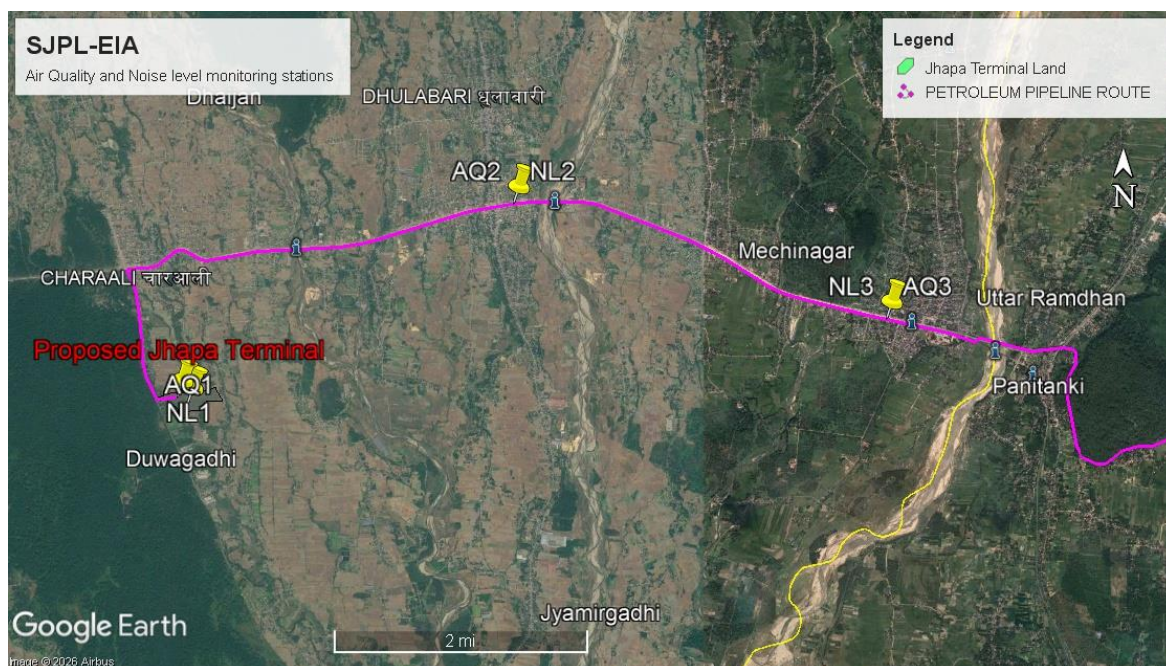 SJPL-EIA
Air Quality and Noise level monitoring stations
Legend
Jhapa Terminal Land
PETROLEUM PIPELINE ROUTE
Dhaijan
DHULABARI धुलाबारी
AQ2 NL2
N
Mechinagar
CHARAALI चारआली
NL3 AQ3
Uttar Ramdhan
Proposed Jhapa Terminal
AQ1
NL1
Panitanki
Duwagadhi
Jyamirgadhi
Google Earth
2 mi
Image © 2026 Airbus